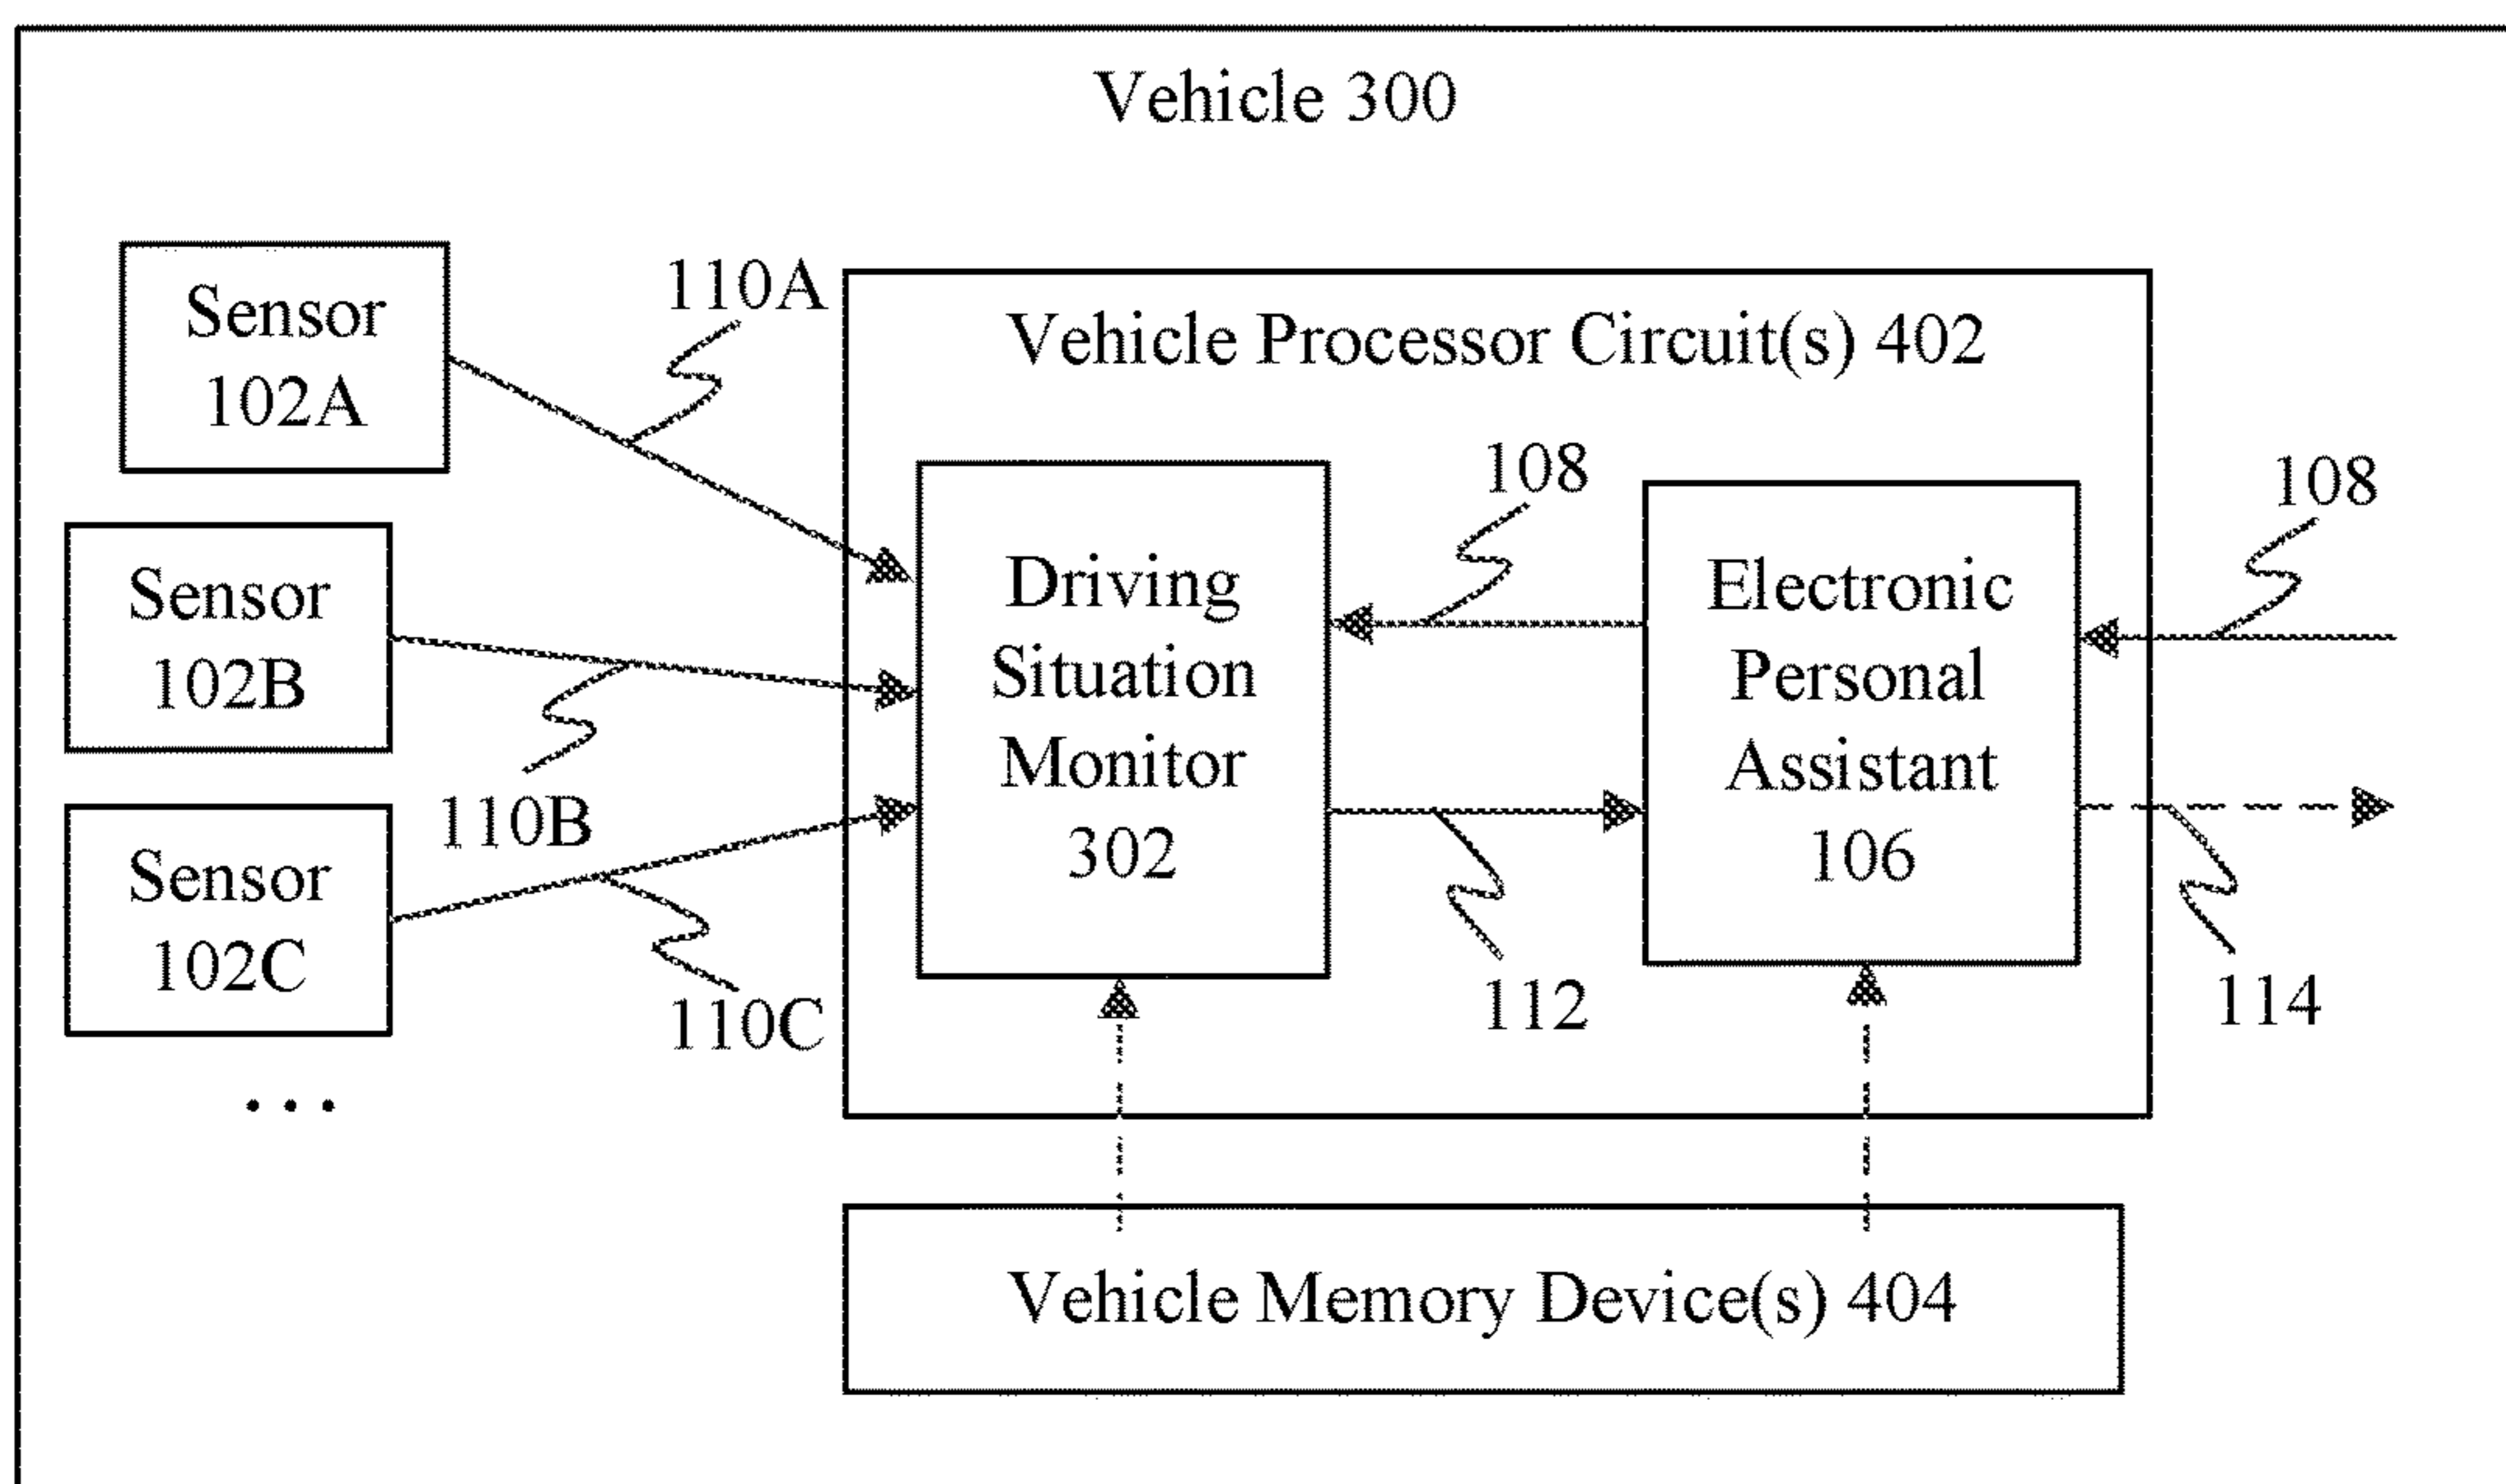 Vehicle 300
Sensor
102A
110A
Vehicle Processor Circuit(s) 402
Sensor
102B
110B
Sensor
102C
110C
...
Driving
Situation
Monitor
302
108
112
Electronic
Personal
Assistant
106
108
114
Vehicle Memory Device(s) 404